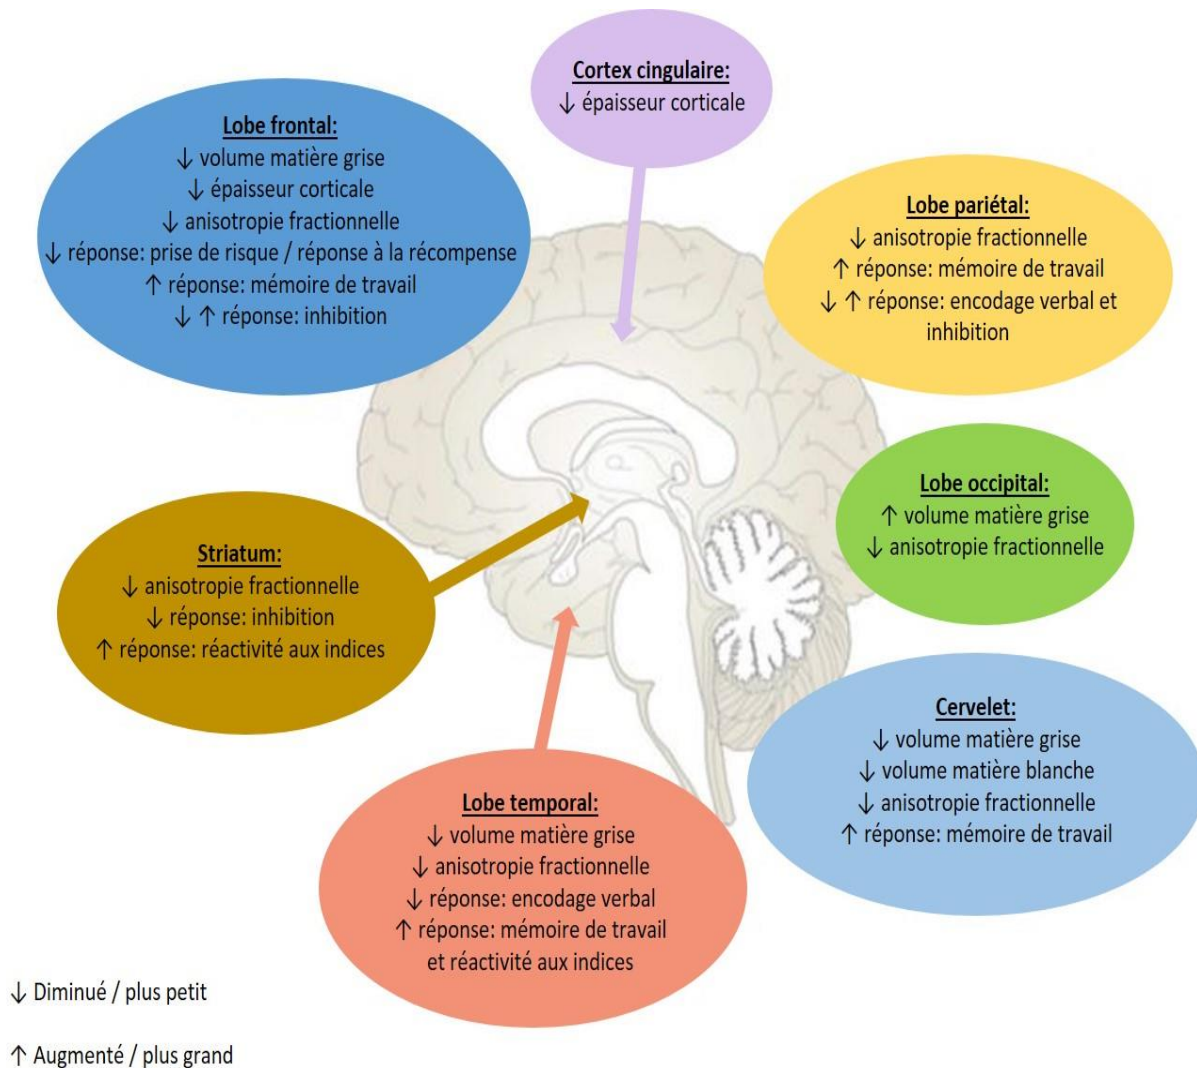 Cortex cingulaire:
↓ épaisseur corticale
Lobe frontal:
↓ volume matière grise
↓ épaisseur corticale
↓ anisotropie fractionnelle
↓ réponse: prise de risque / réponse à la récompense
↑ réponse: mémoire de travail
↓ ↑ réponse: inhibition
Lobe pariétal:
↓ anisotropie fractionnelle
↑ réponse: mémoire de travail
↓ ↑ réponse: encodage verbal et
inhibition
Lobe occipital:
↑ volume matière grise
↓ anisotropie fractionnelle
Striatum:
↓ anisotropie fractionnelle
↓ réponse: inhibition
↑ réponse: réactivité aux indices
Cervelet:
↓ volume matière grise
↓ volume matière blanche
↓ anisotropie fractionnelle
↑ réponse: mémoire de travail
Lobe temporal:
↓ volume matière grise
↓ anisotropie fractionnelle
↓ réponse: encodage verbal
↑ réponse: mémoire de travail
et réactivité aux indices
↓ Diminué / plus petit
↑ Augmenté / plus grand